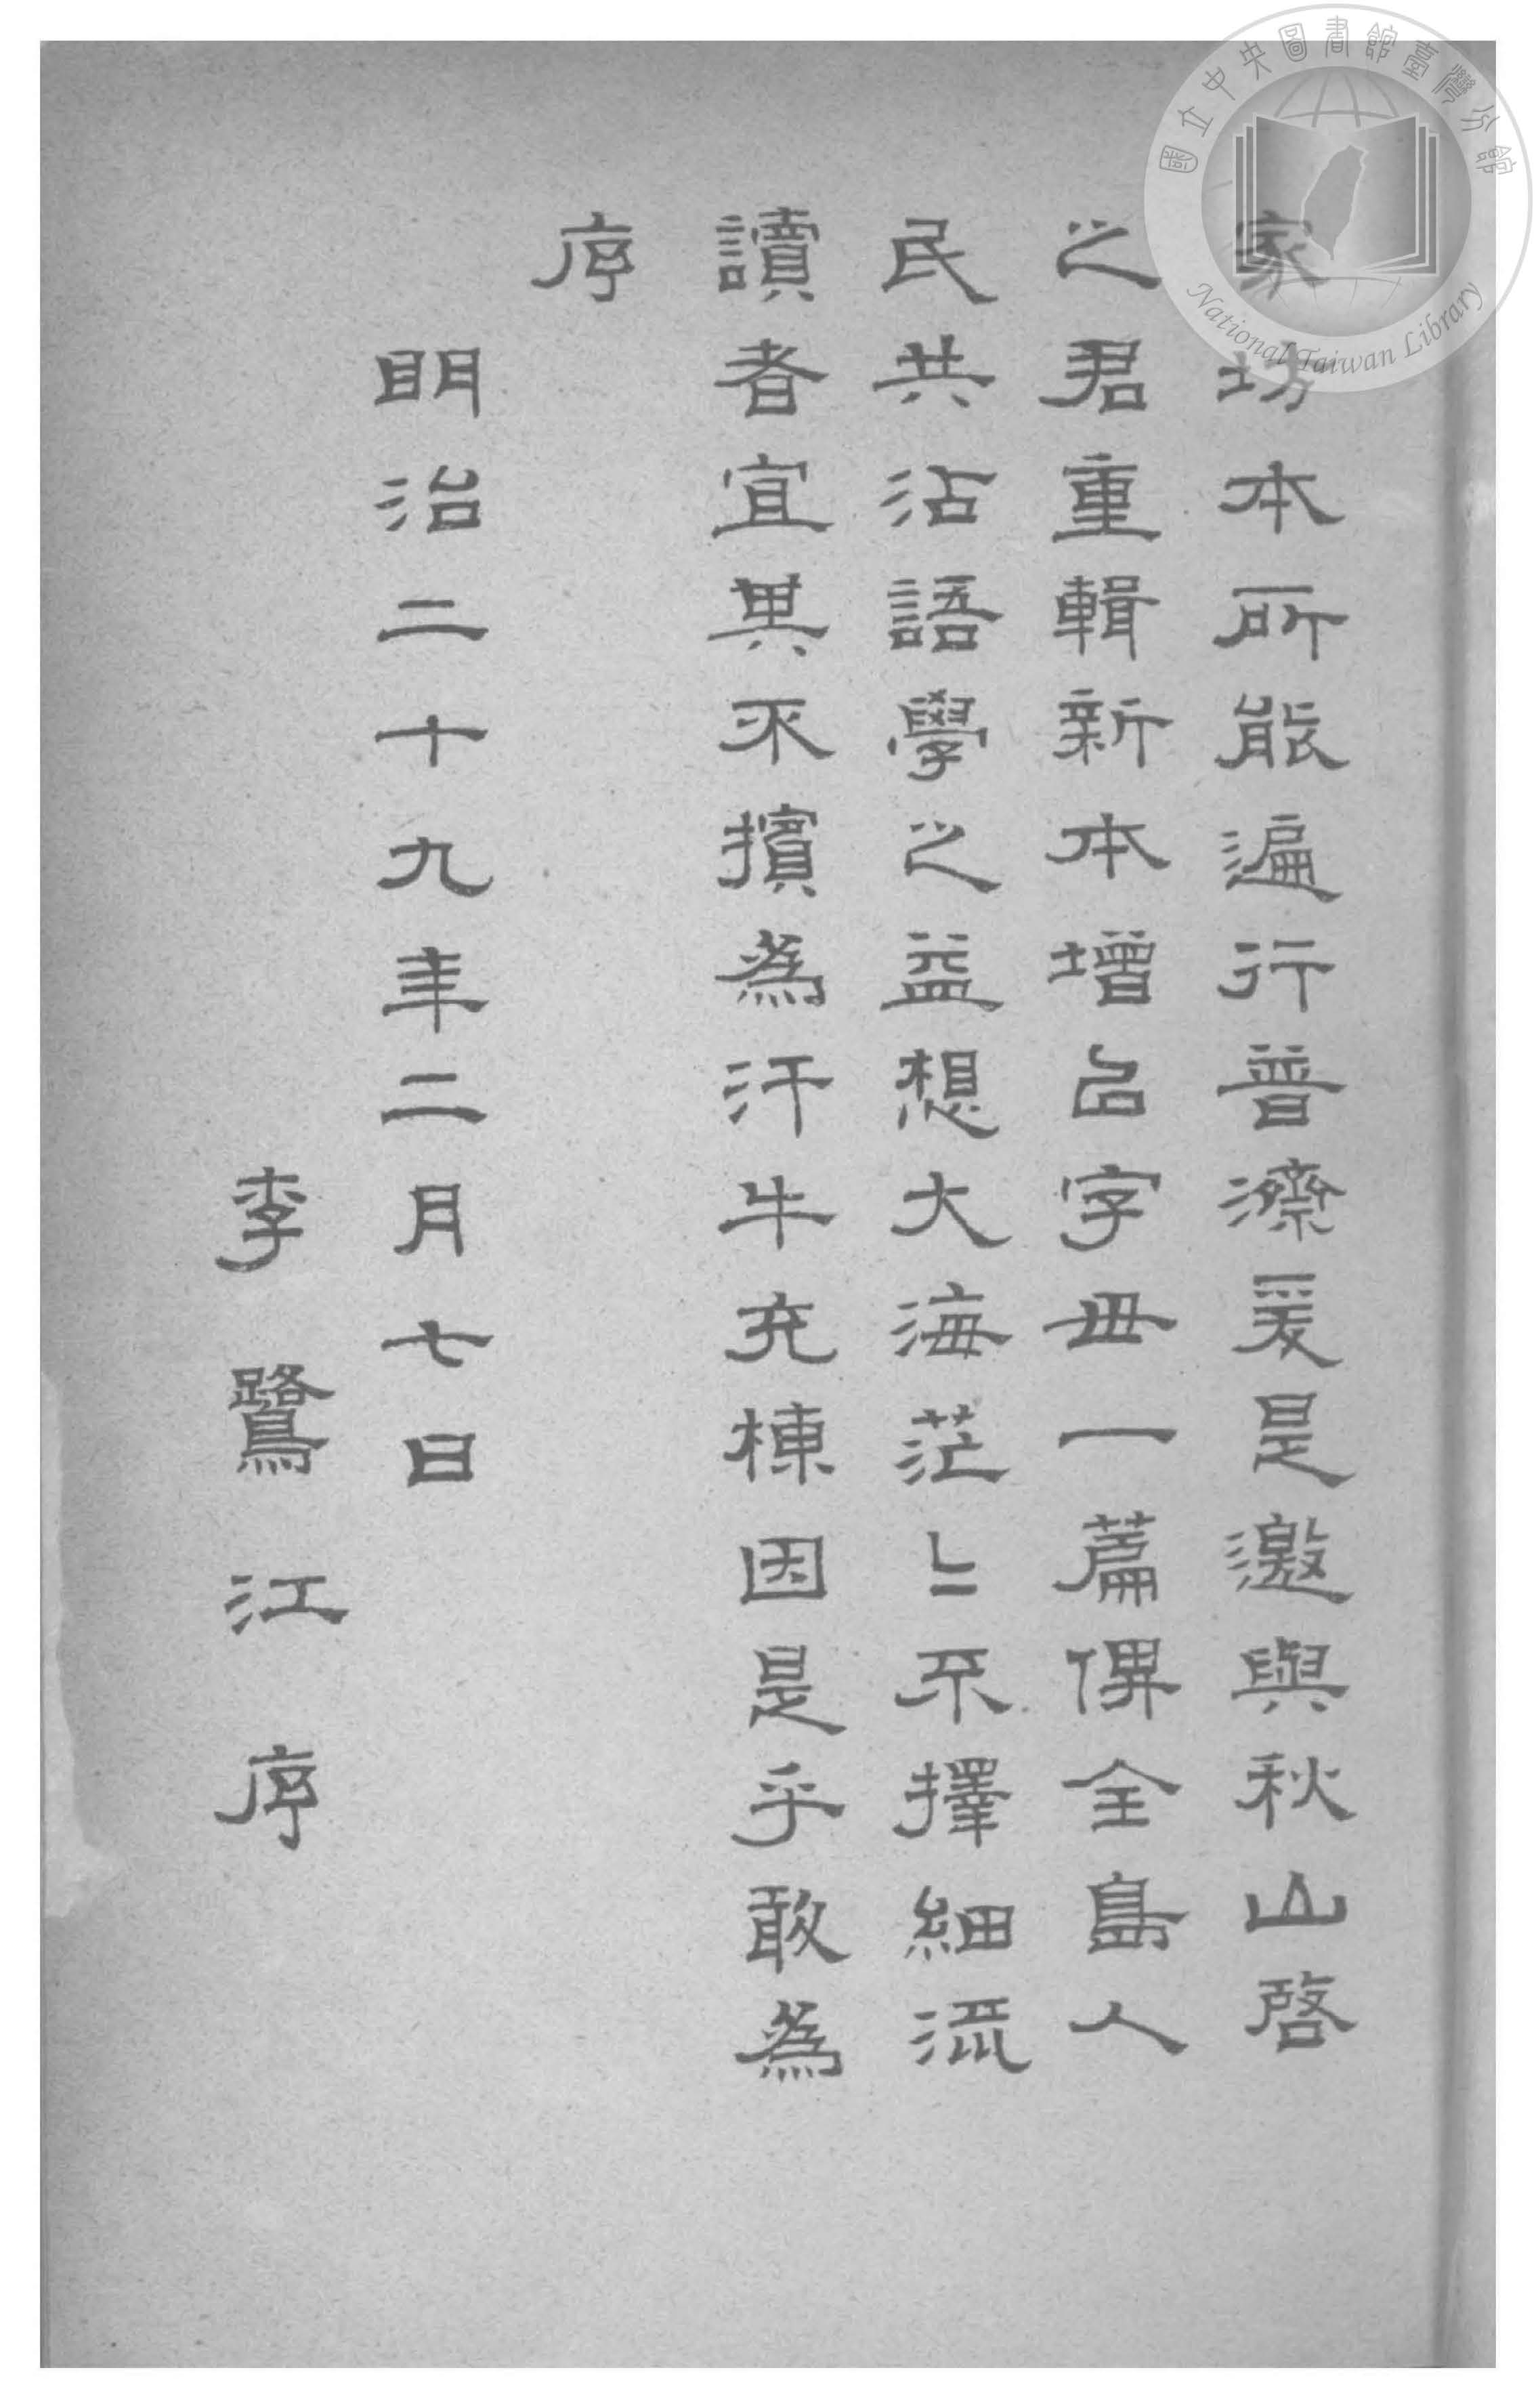 國立中央圖書館臺灣分館
National Taiwan Library
家坊本所能遍行普濟爰是邀與秋山啓
之君重輯新本增㠯字母一篇俾全島人
民共沾語學之益想大海茫〻不擇細流
讀者宜其不擯為汗牛充棟因是乎敢為
序
明治二十九年二月七日
李鷺江序